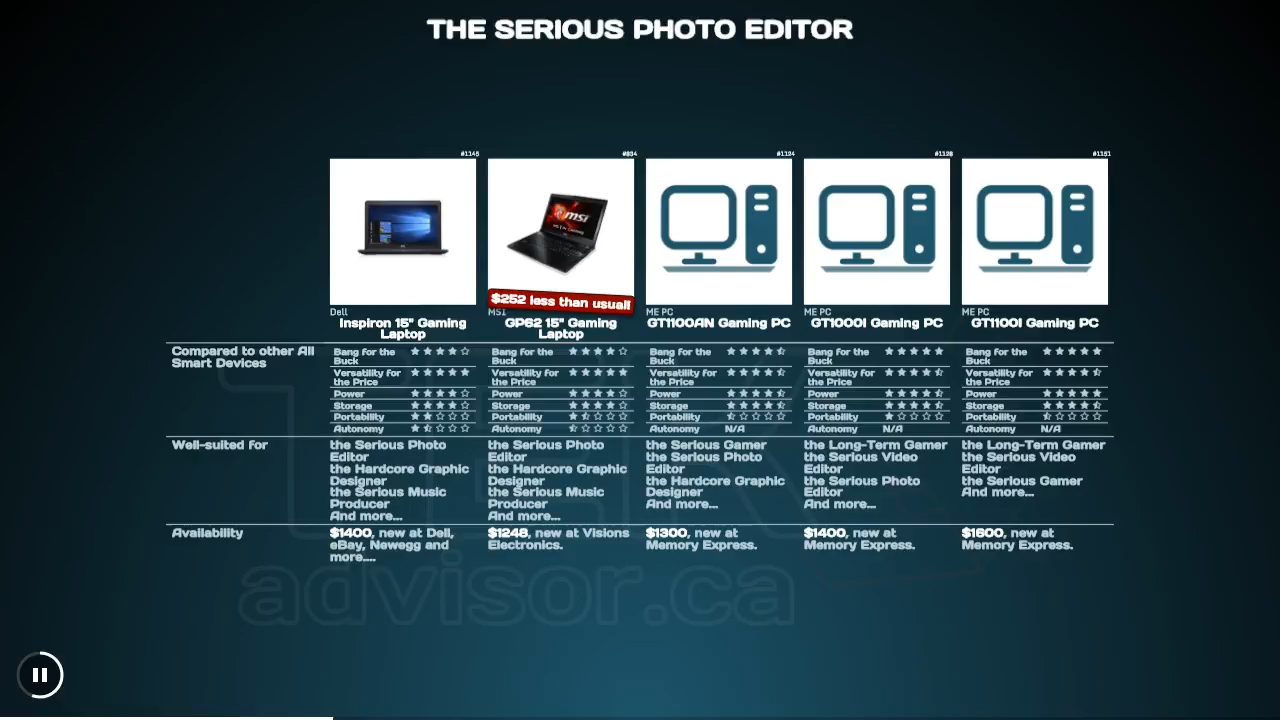 THE SERIOUS PHOTO EDITOR
#1145
#834
#1124
#1128
#1151
msi
$252 less than usual!
Dell
MSI
ME PC
ME PC
ME PC
Inspiron 15" Gaming
Laptop
GP62 15" Gaming
Laptop
GT1100AN Gaming PC
GT1000I Gaming PC
GT1100I Gaming PC
Compared to other All
Smart Devices
Bang for the
Buck
Versatility for
the Price
Power
Storage
Portability
Autonomy
Bang for the
Buck
Versatility for
the Price
Power
Storage
Portability
Autonomy
Bang for the
Buck
Versatility for
the Price
Power
Storage
Portability
Autonomy N/A
Bang for the
Buck
Versatility for
the Price
Power
Storage
Portability
Autonomy N/A
Bang for the
Buck
Versatility for
the Price
Power
Storage
Portability
Autonomy N/A
Well-suited for
the Serious Photo
Editor
the Hardcore Graphic
Designer
the Serious Music
Producer
And more...
the Serious Photo
Editor
the Hardcore Graphic
Designer
the Serious Music
Producer
And more...
the Serious Gamer
the Serious Photo
Editor
the Hardcore Graphic
Designer
And more...
the Long-Term Gamer
the Serious Video
Editor
the Serious Photo
Editor
And more...
the Long-Term Gamer
the Serious Video
Editor
the Serious Gamer
And more...
Availability
$1400, new at Dell,
eBay, Newegg and
more....
$1248, new at Visions
Electronics.
$1300, new at
Memory Express.
$1400, new at
Memory Express.
$1600, new at
Memory Express.
advisor.ca